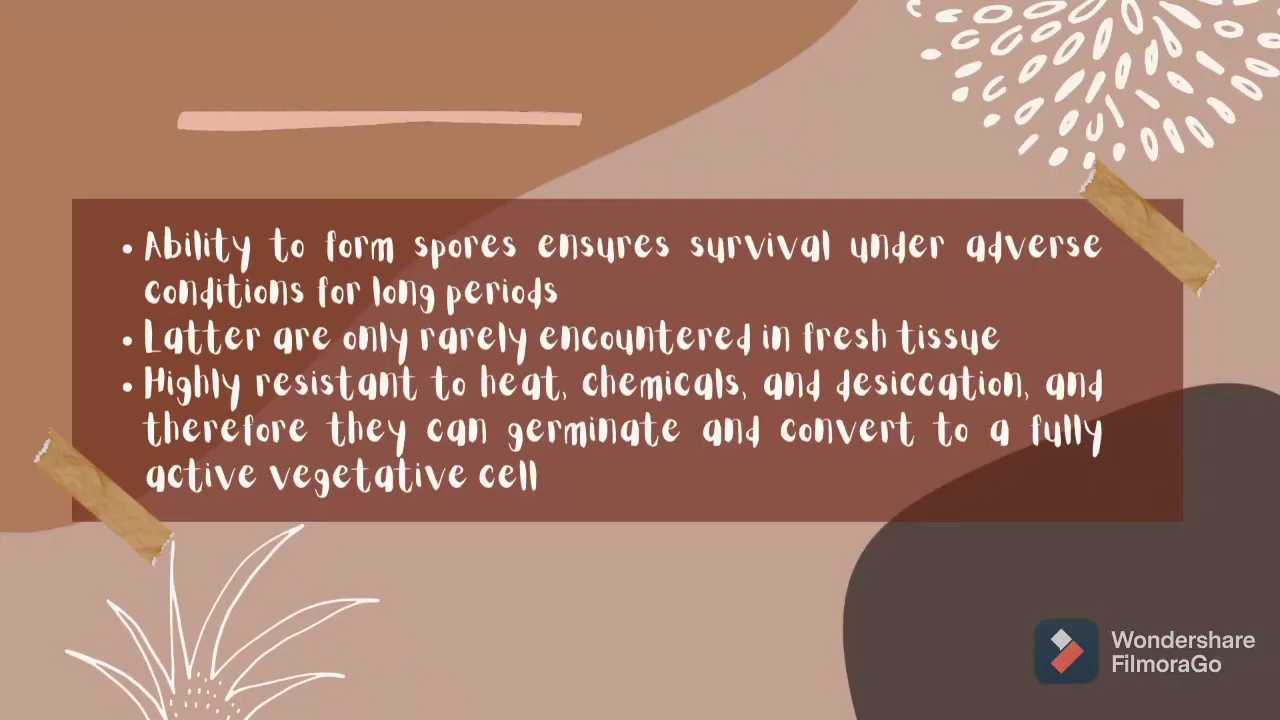 • Ability to form spores ensures survival under adverse
conditions for long periods
• Latter are only rarely encountered in fresh tissue
• Highly resistant to heat, chemicals, and desiccation, and
therefore they can germinate and convert to a fully
active vegetative cell
Wondershare
FilmoraGo